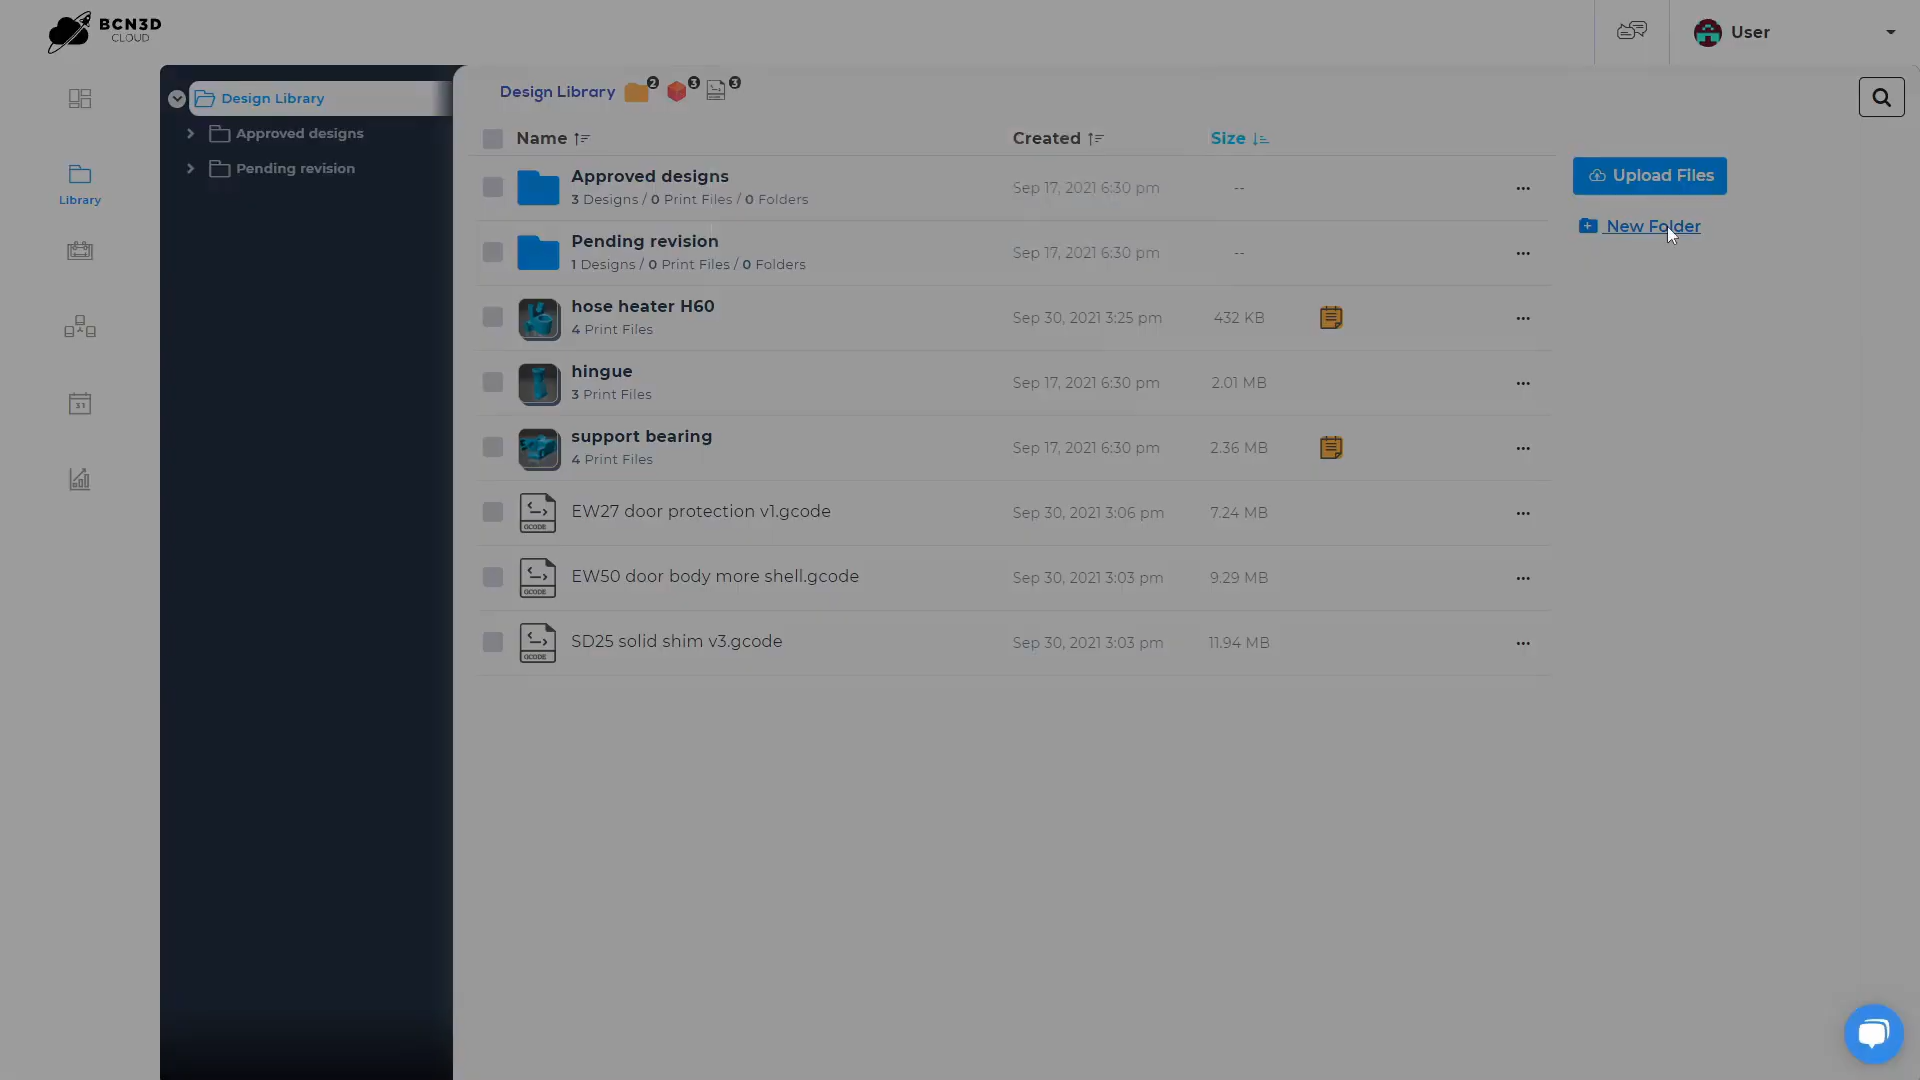 BCN3D
CLOUD
User
Design Library
Approved designs
Pending revision
Library
31
Design Library 2 3 3
Name Created Size
Approved designs
3 Designs / 0 Print Files / 0 Folders
Sep 17, 2021 6:30 pm --
Pending revision
1 Designs / 0 Print Files / 0 Folders
Sep 17, 2021 6:30 pm --
hose heater H60
4 Print Files
Sep 30, 2021 3:25 pm 432 KB
hingue
3 Print Files
Sep 17, 2021 6:30 pm 2.01 MB
support bearing
4 Print Files
Sep 17, 2021 6:30 pm 2.36 MB
GCODE EW27 door protection v1.gcode Sep 30, 2021 3:06 pm 7.24 MB
GCODE EW50 door body more shell.gcode Sep 30, 2021 3:03 pm 9.29 MB
GCODE SD25 solid shim v3.gcode Sep 30, 2021 3:03 pm 11.94 MB
Upload Files
New Folder